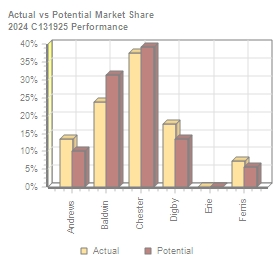 Actual vs Potential Market Share
2024 C131925 Performance
40%
35%
30%
25%
20%
15%
10%
5%
0%
Andrews
Baldwin
Chester
Digby
Erie
Ferris
Actual
Potential